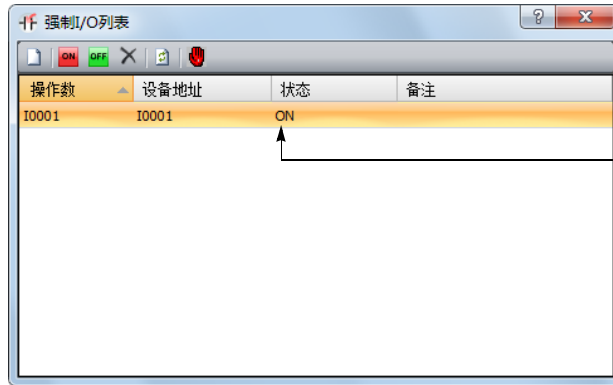 强制I/O列表
ON OFF
操作数 设备地址 状态 备注
I0001 I0001 ON